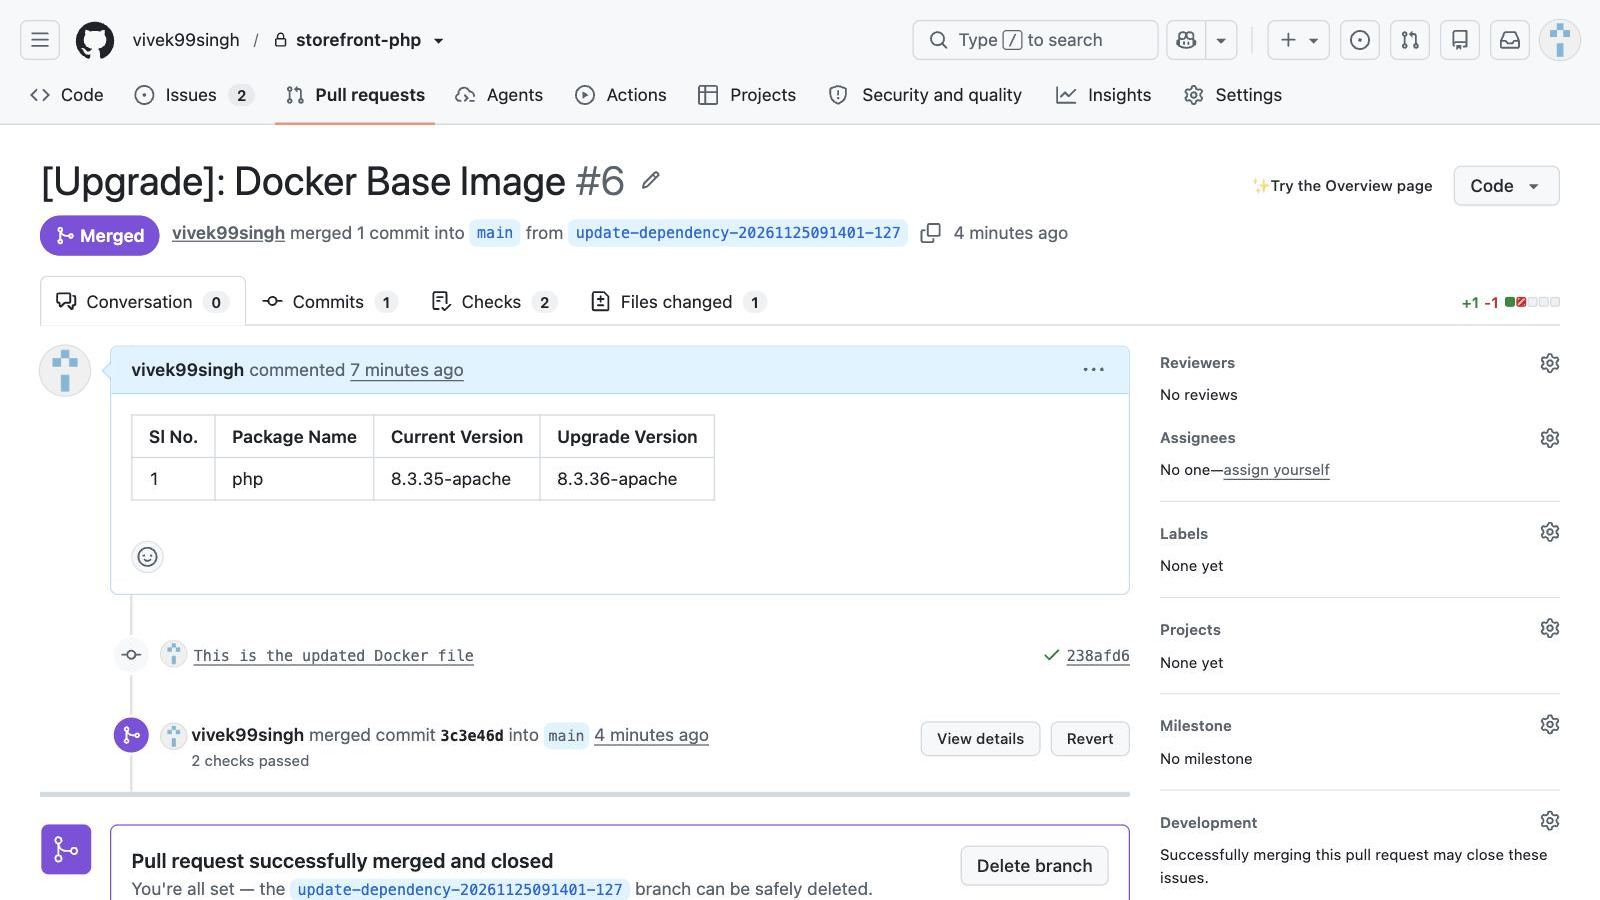 vivek99singh / storefront-php
Type / to search
Code
Issues 2
Pull requests
Agents
Actions
Projects
Security and quality
Insights
Settings
[Upgrade]: Docker Base Image #6
✨Try the Overview page
Code
Merged
vivek99singh merged 1 commit into main from update-dependency-20261125091401-127 4 minutes ago
Conversation 0
Commits 1
Checks 2
Files changed 1
+1 -1
vivek99singh commented 7 minutes ago
Sl No. Package Name Current Version Upgrade Version
1 php 8.3.35-apache 8.3.36-apache
This is the updated Docker file
238afd6
vivek99singh merged commit 3c3e46d into main 4 minutes ago
2 checks passed
View details
Revert
Pull request successfully merged and closed
You're all set — the update-dependency-20261125091401-127 branch can be safely deleted.
Delete branch
Reviewers
No reviews
Assignees
No one—assign yourself
Labels
None yet
Projects
None yet
Milestone
No milestone
Development
Successfully merging this pull request may close these
issues.